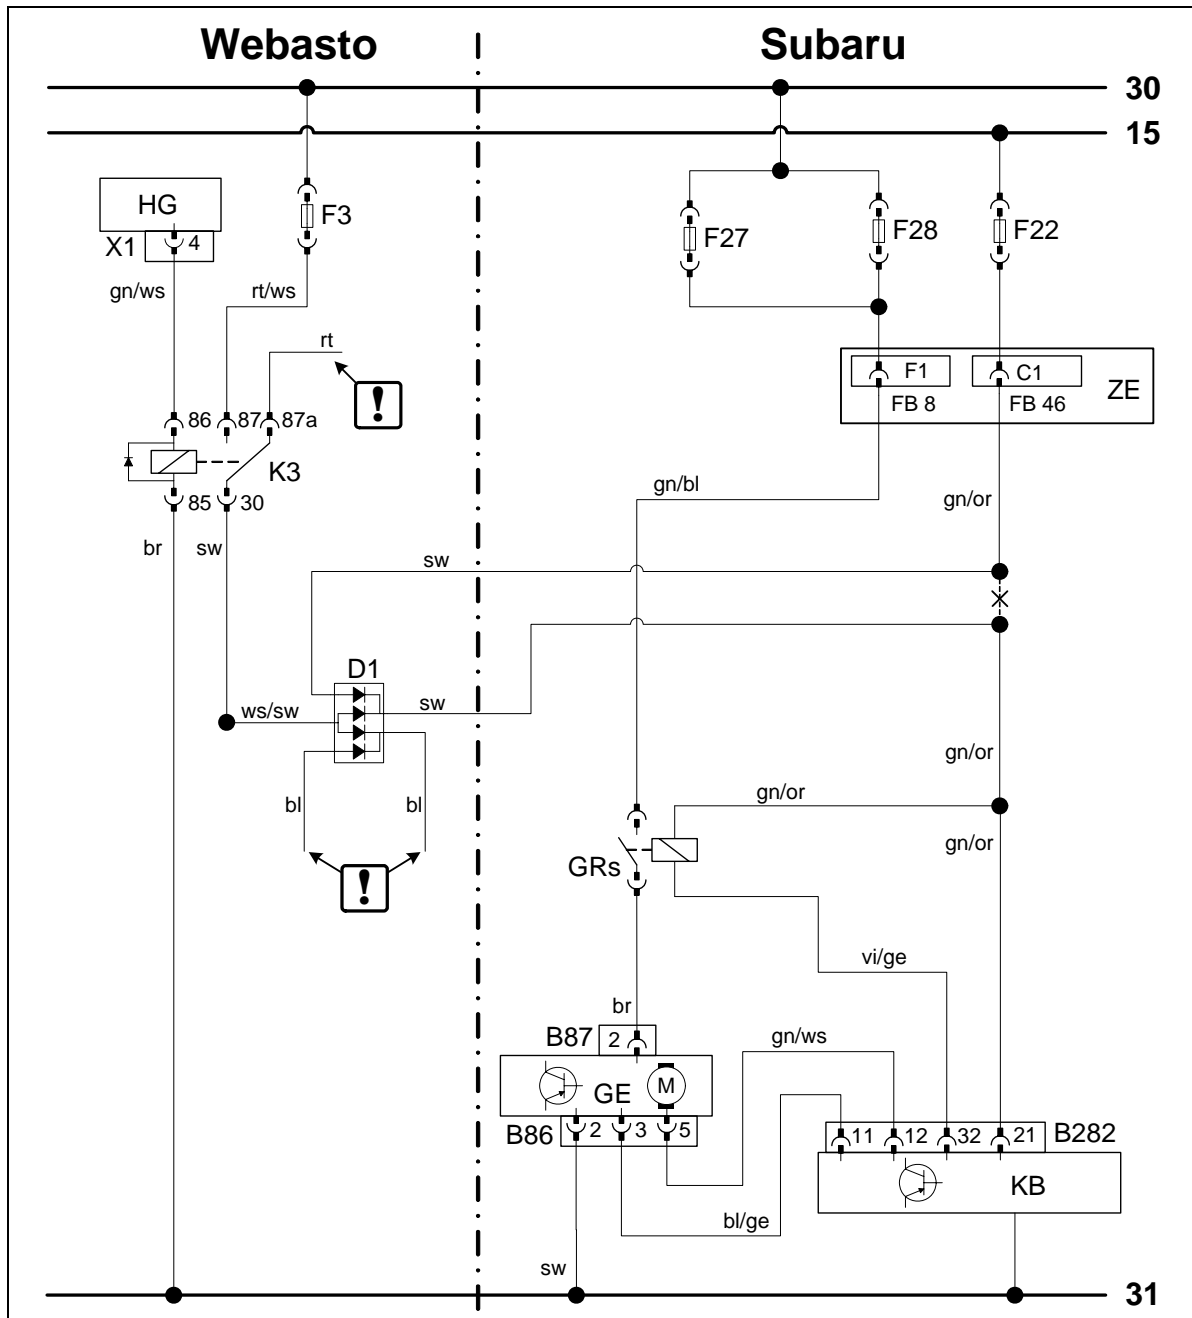 Webasto
Subaru
30
15
HG
X1
4
F3
F27
F28
F22
gn/ws
rt/ws
rt
!
F1
C1
ZE
FB 8
FB 46
86
87
87a
K3
85
30
gn/bl
gn/or
br
sw
sw
D1
ws/sw
sw
gn/or
bl
bl
gn/or
gn/or
!
GRs
vi/ge
br
B87
2
gn/ws
GE
M
B86
2
3
5
11
12
32
21
B282
KB
bl/ge
sw
31